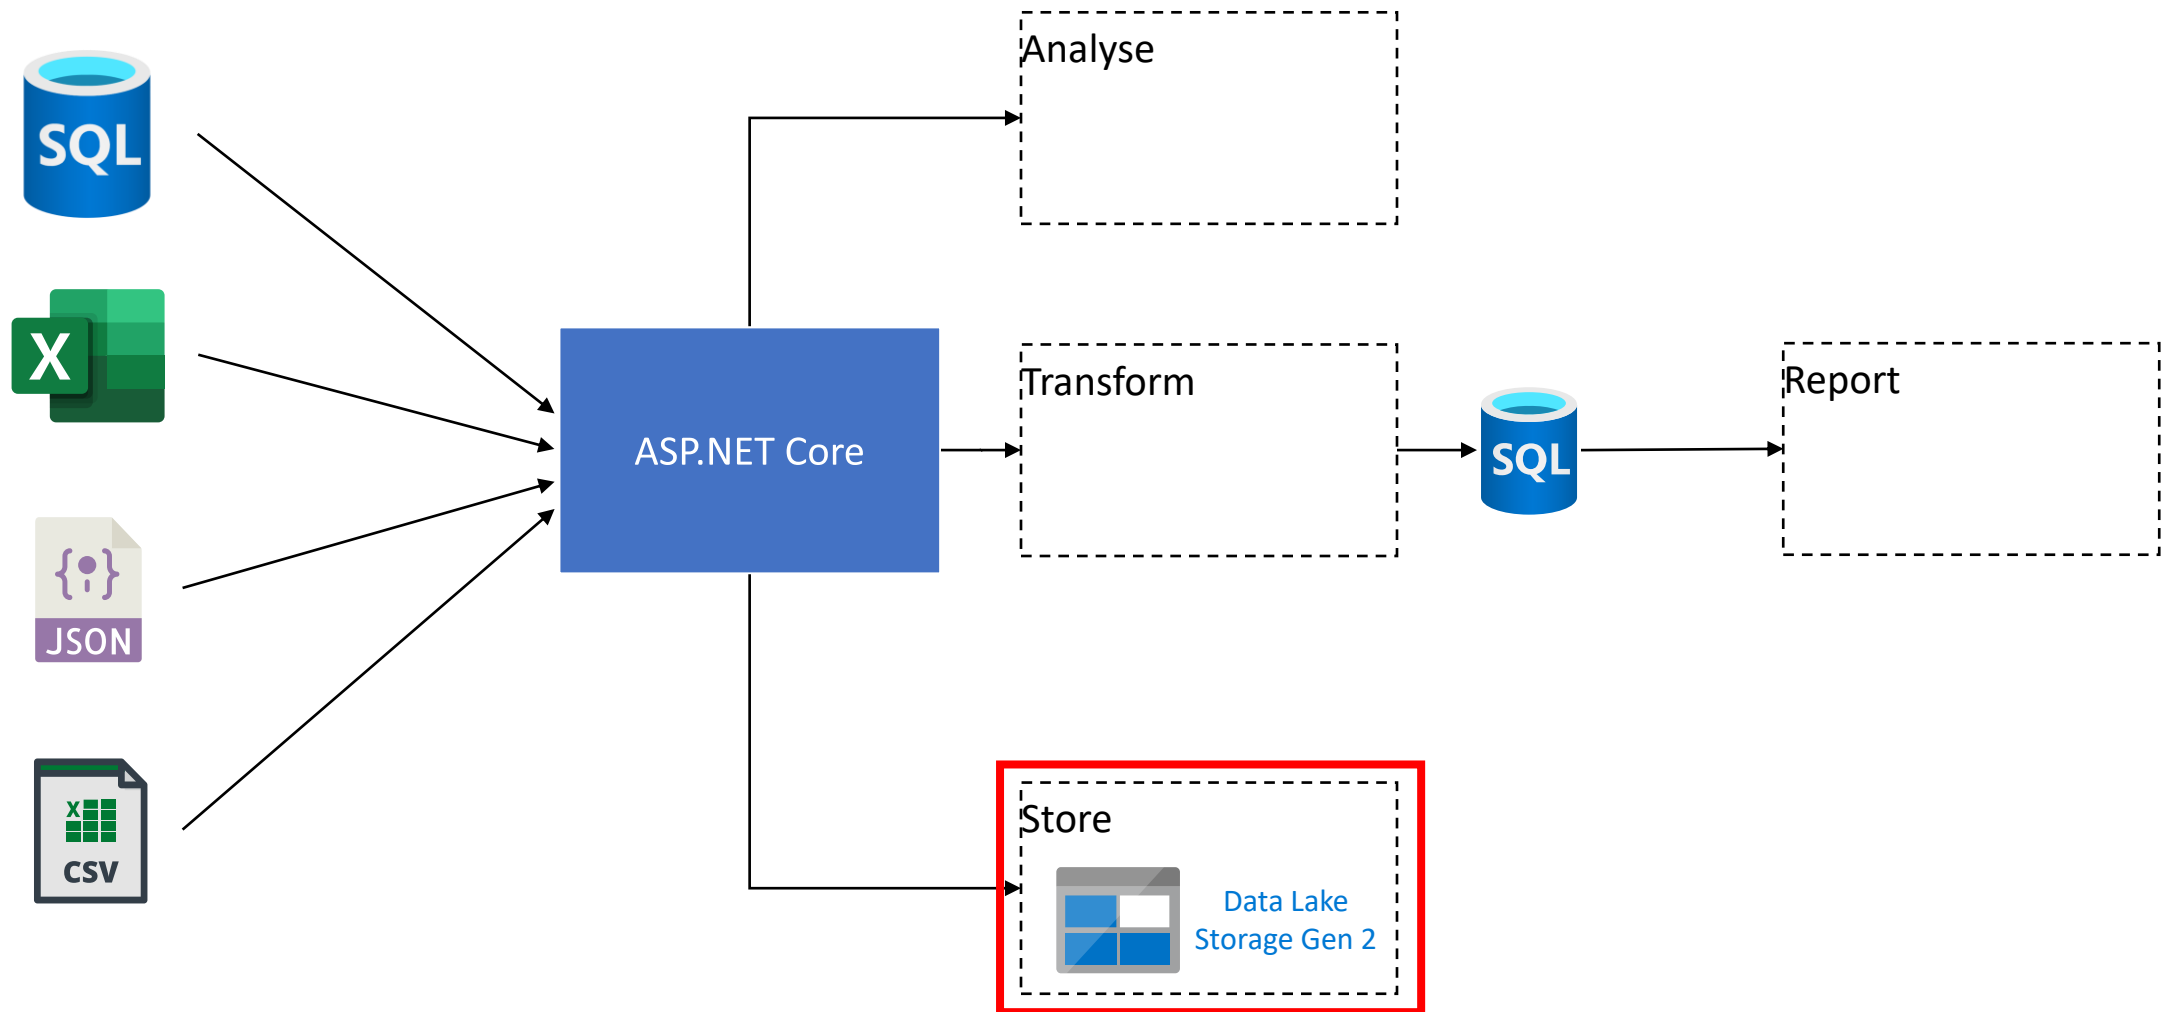 Analyse
SQL
X
ASP.NET Core
Transform
SQL
Report
{ }
JSON
X
CSV
Store
Data Lake
Storage Gen 2